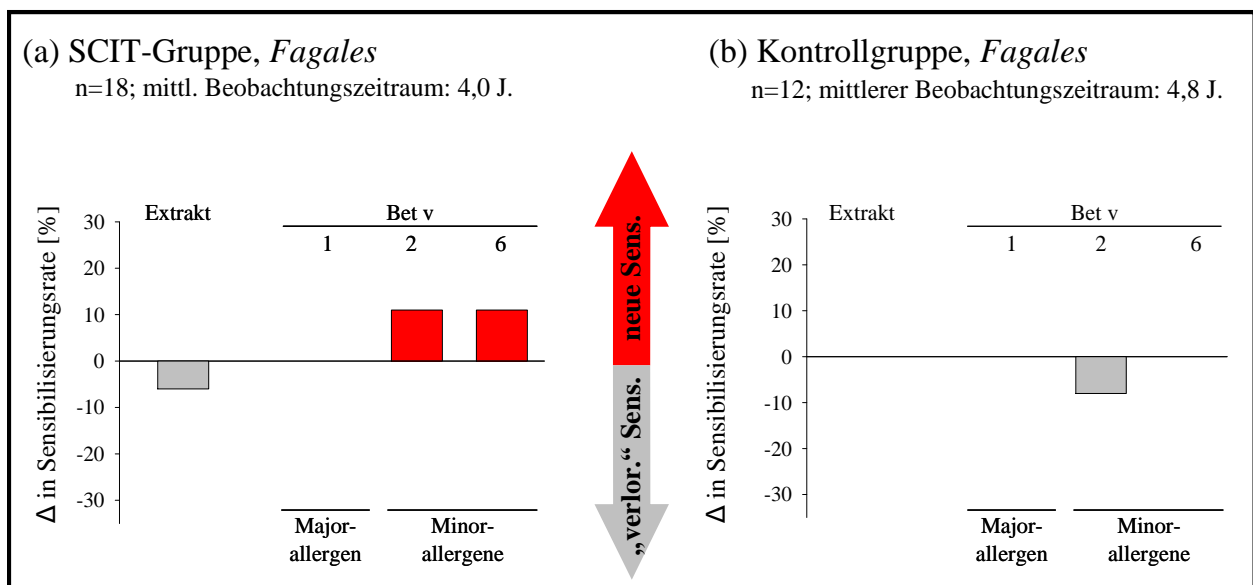 (a) SCIT-Gruppe, Fagales
n=18; mittl. Beobachtungszeitraum: 4,0 J.
Δ in Sensibilisierungsrate [%]
Extrakt Bet v
1 2 6
30
20
10
0
-10
-20
-30
Major-
allergen
Minor-
allergene
neue Sens.
„verlor.“ Sens.
(b) Kontrollgruppe, Fagales
n=12; mittlerer Beobachtungszeitraum: 4,8 J.
Δ in Sensibilisierungsrate [%]
Extrakt Bet v
1 2 6
30
20
10
0
-10
-20
-30
Major-
allergen
Minor-
allergene